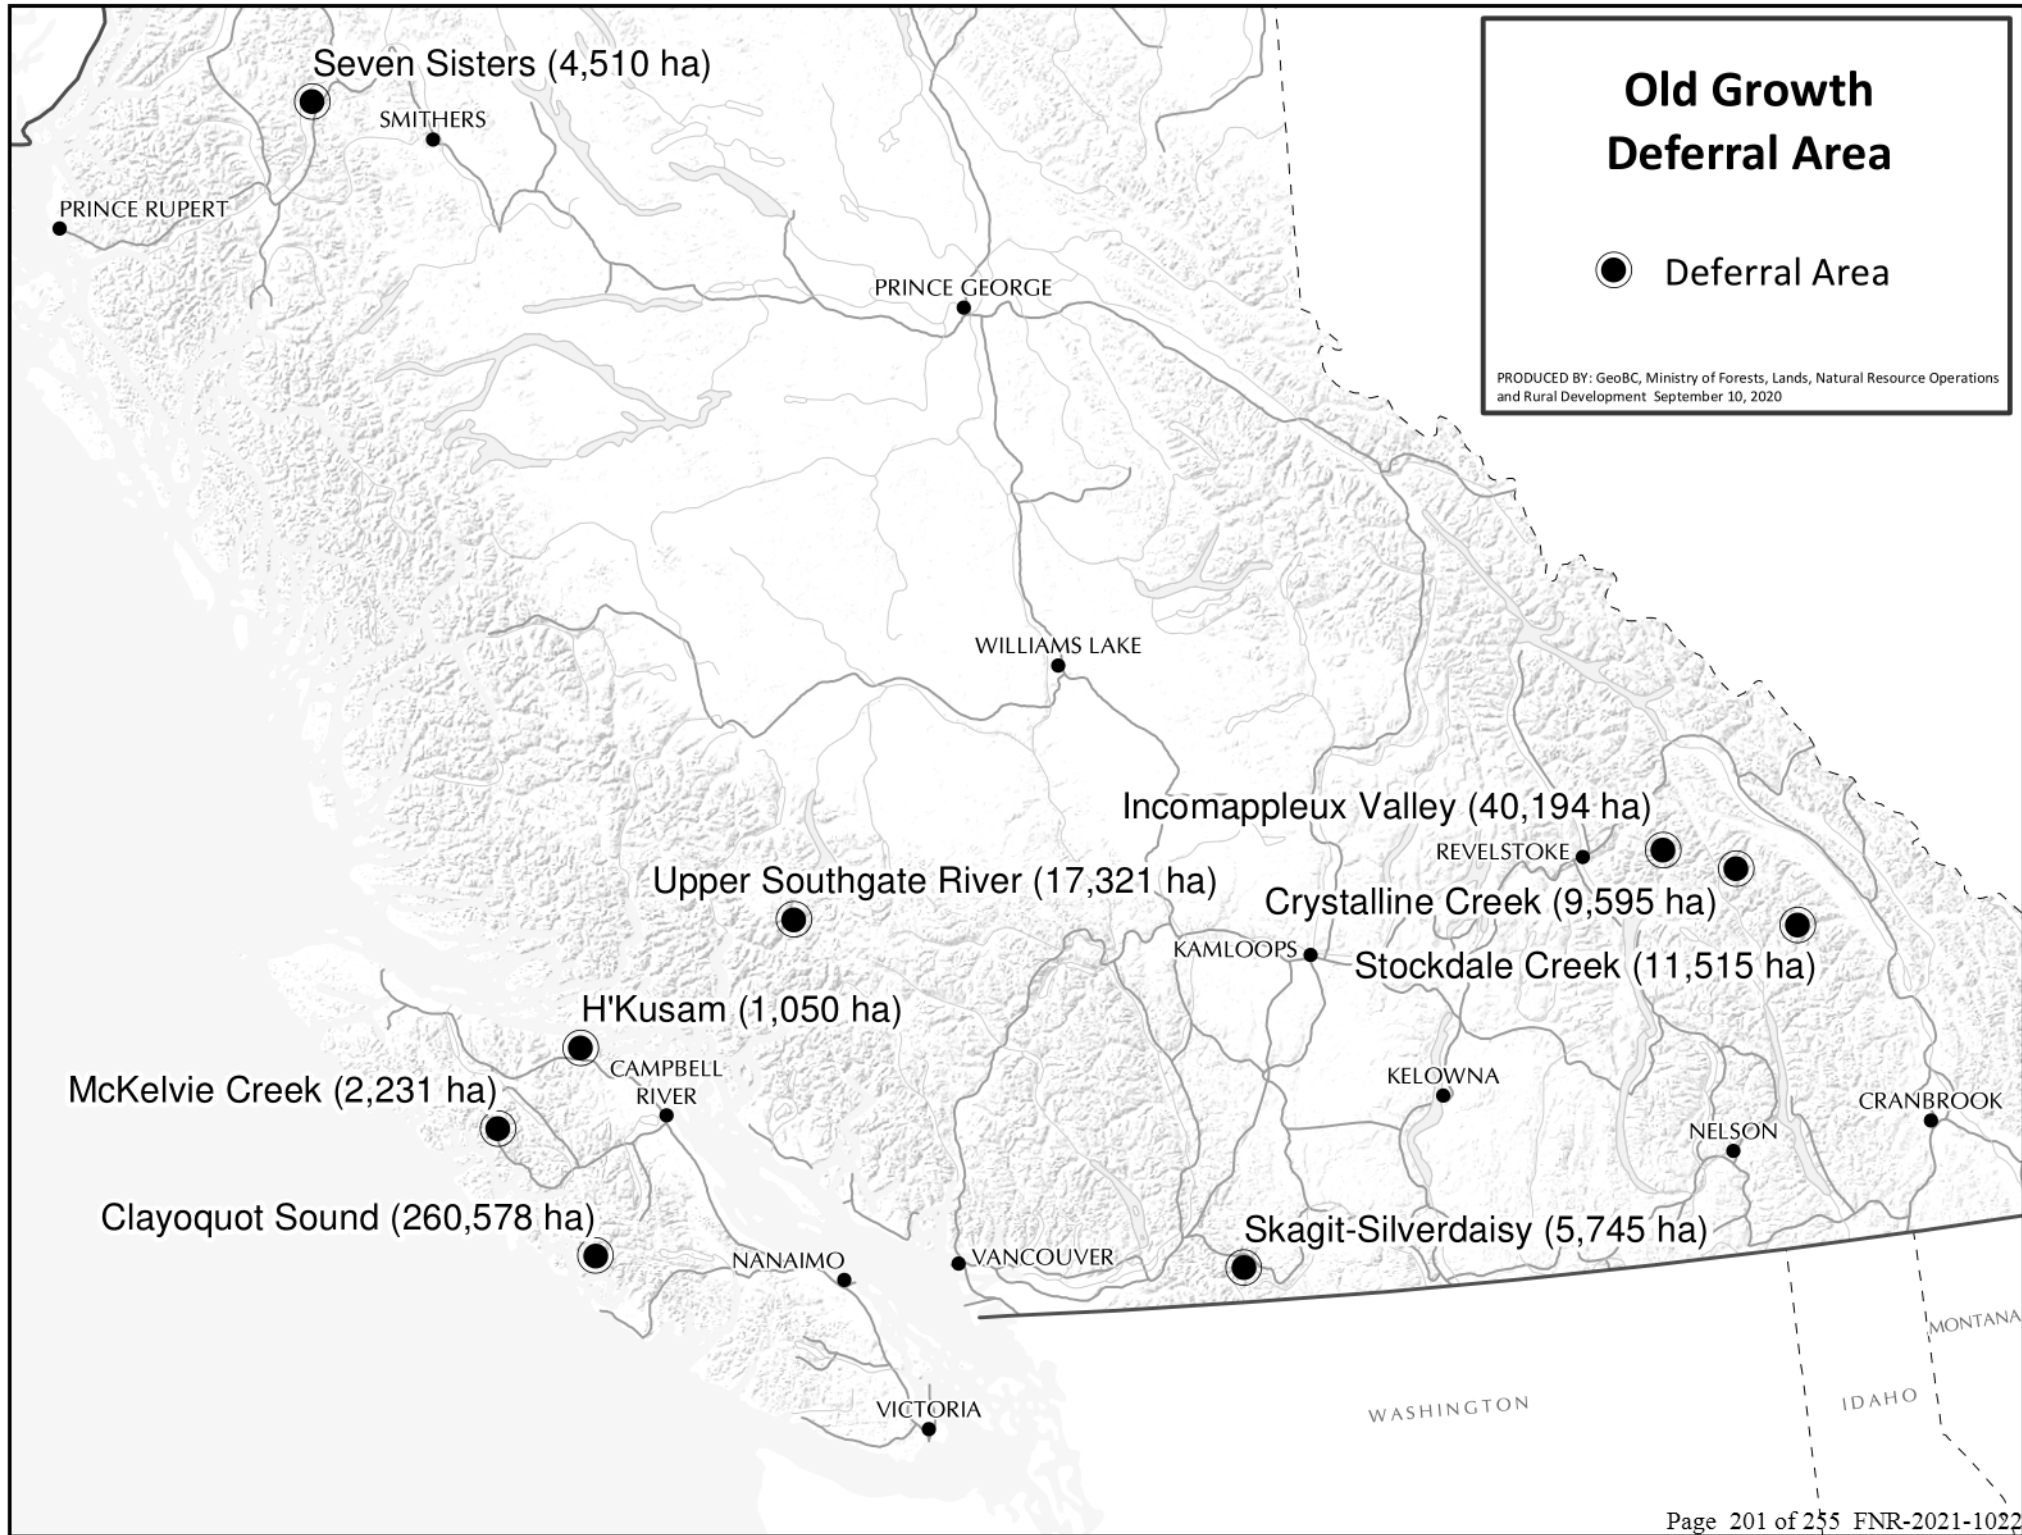 Old Growth
Deferral Area
Deferral Area
PRODUCED BY: GeoBC, Ministry of Forests, Lands, Natural Resource Operations
and Rural Development  September 10, 2020
Seven Sisters (4,510 ha)
SMITHERS
PRINCE RUPERT
PRINCE GEORGE
WILLIAMS LAKE
Incomappleux Valley (40,194 ha)
REVELSTOKE
Upper Southgate River (17,321 ha)
Crystalline Creek (9,595 ha)
KAMLOOPS
Stockdale Creek (11,515 ha)
H'Kusam (1,050 ha)
CAMPBELL
RIVER
McKelvie Creek (2,231 ha)
KELOWNA
CRANBROOK
NELSON
Clayoquot Sound (260,578 ha)
Skagit-Silverdaisy (5,745 ha)
NANAIMO
VANCOUVER
MONTANA
IDAHO
WASHINGTON
VICTORIA
Page 201 of 255 FNR-2021-1022